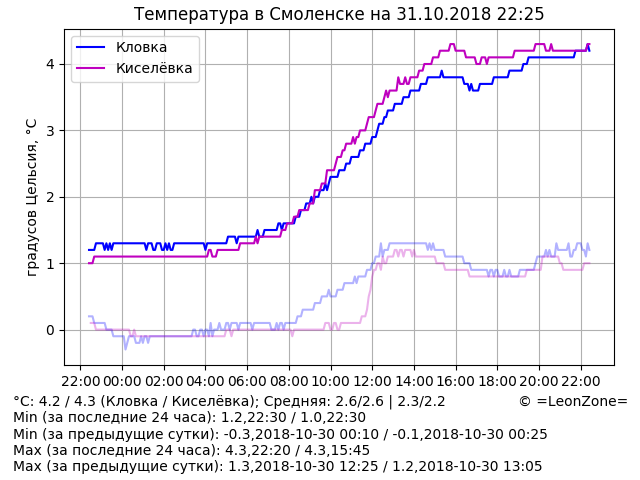 Температура в Смоленске на 31.10.2018 22:25
Кловка
Киселёвка
градусов Цельсия, °C
4
3
2
1
0
22:00 00:00 02:00 04:00 06:00 08:00 10:00 12:00 14:00 16:00 18:00 20:00 22:00
°C: 4.2 / 4.3 (Кловка / Киселёвка); Средняя: 2.6/2.6 | 2.3/2.2 © =LeonZone=
Min (за последние 24 часа): 1.2,22:30 / 1.0,22:30
Min (за предыдущие сутки): -0.3,2018-10-30 00:10 / -0.1,2018-10-30 00:25
Max (за последние 24 часа): 4.3,22:20 / 4.3,15:45
Max (за предыдущие сутки): 1.3,2018-10-30 12:25 / 1.2,2018-10-30 13:05